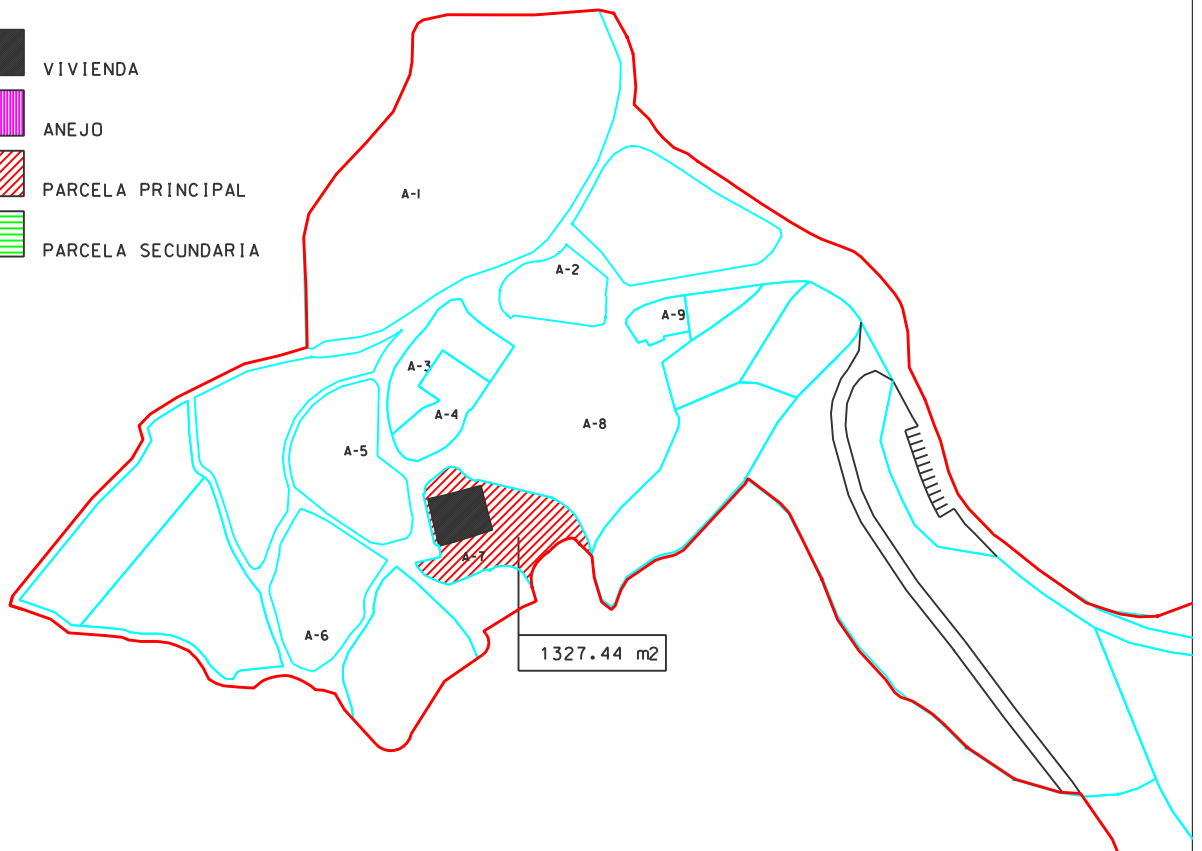 VIVIENDA
ANEJO
PARCELA PRINCIPAL
PARCELA SECUNDARIA
A-1
A-2
A-9
A-3
A-4
A-8
A-5
A-7
A-6
1327.44 m2